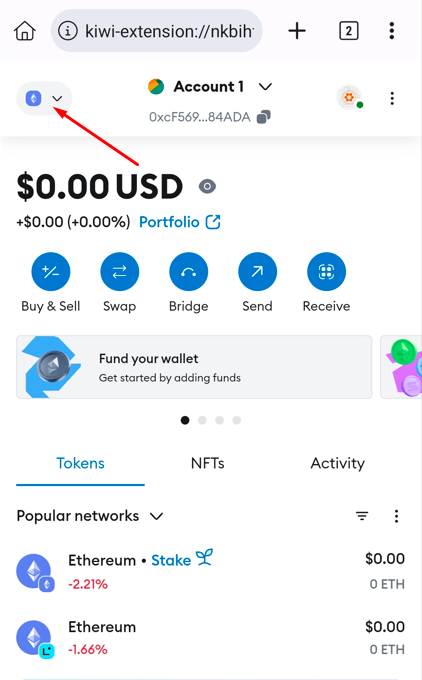 kiwi-extension://nkbih
2
Account 1
0xcF569...84ADA
$0.00 USD
+$0.00 (+0.00%) Portfolio
Buy & Sell Swap Bridge Send Receive
Fund your wallet
Get started by adding funds
Tokens NFTs Activity
Popular networks
Ethereum • Stake $0.00
-2.21% 0 ETH
Ethereum $0.00
-1.66% 0 ETH